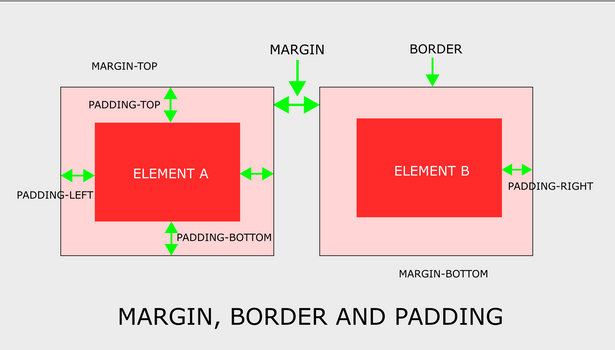 MARGIN
BORDER
MARGIN-TOP
PADDING-TOP
ELEMENT A
ELEMENT B
PADDING-LEFT
PADDING-RIGHT
PADDING-BOTTOM
MARGIN-BOTTOM
MARGIN, BORDER AND PADDING